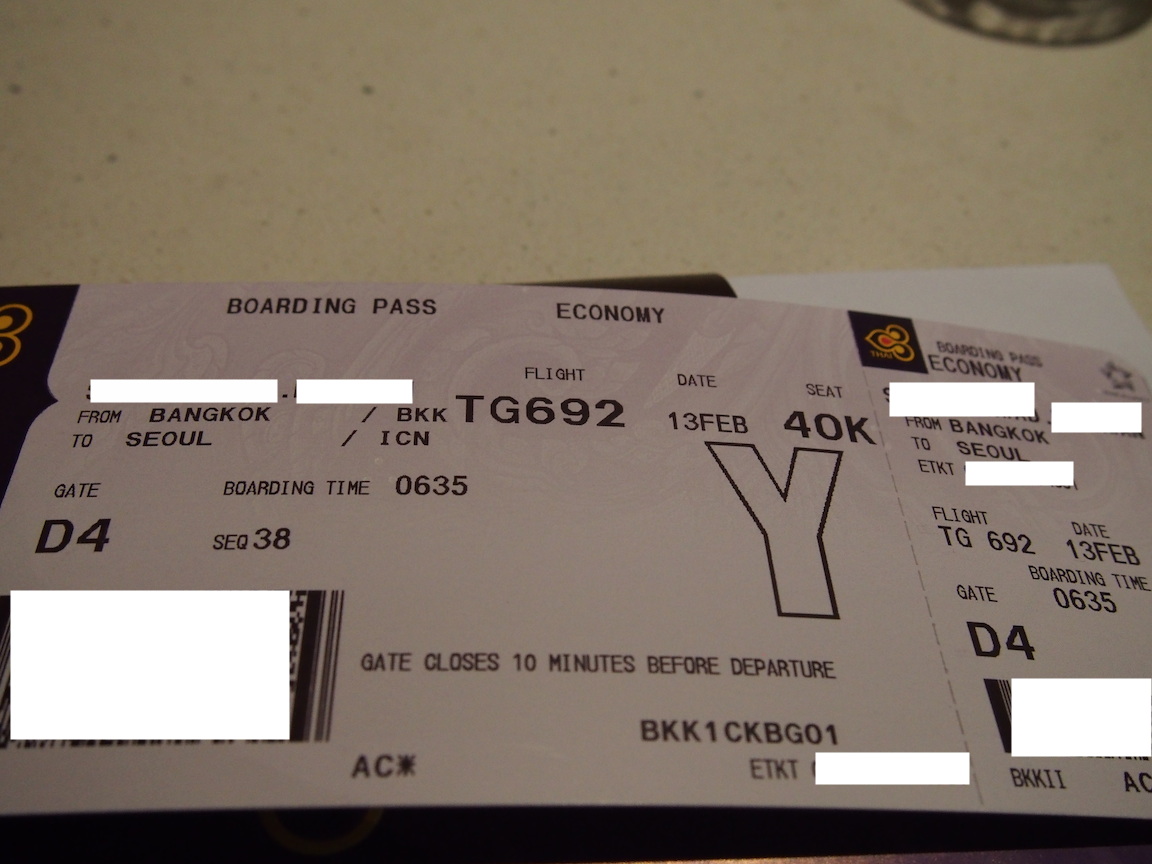 BOARDING PASS ECONOMY
FLIGHT DATE SEAT
FROM BANGKOK / BKK TG692 13FEB 40K
TO SEOUL / ICN
Y
GATE BOARDING TIME 0635
D4 SEQ 38
GATE CLOSES 10 MINUTES BEFORE DEPARTURE
BKK1CKBG01
AC* ETKT
THAI
BOARDING PASS
ECONOMY
FROM BANGKOK
TO SEOUL
ETKT
FLIGHT DATE
TG 692 13FEB
BOARDING TIME
GATE 0635
D4
BKKII AC